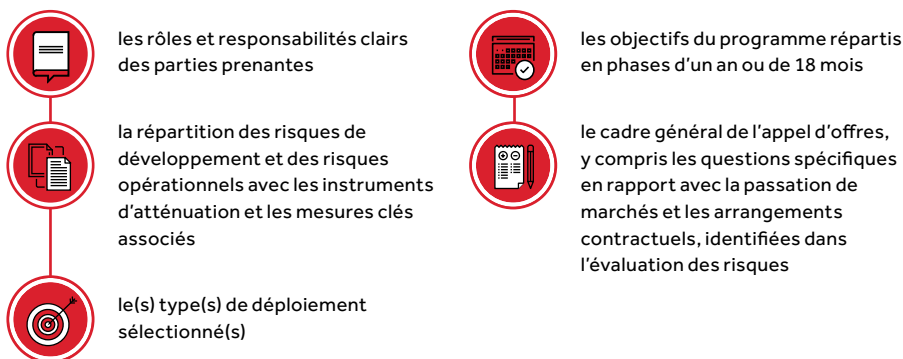 les rôles et responsabilités clairs
des parties prenantes
la répartition des risques de
développement et des risques
opérationnels avec les instruments
d'atténuation et les mesures clés
associés
le(s) type(s) de déploiement
sélectionné(s)
les objectifs du programme répartis
en phases d'un an ou de 18 mois
le cadre général de l'appel d'offres,
y compris les questions spécifiques
en rapport avec la passation de
marchés et les arrangements
contractuels, identifiées dans
l'évaluation des risques